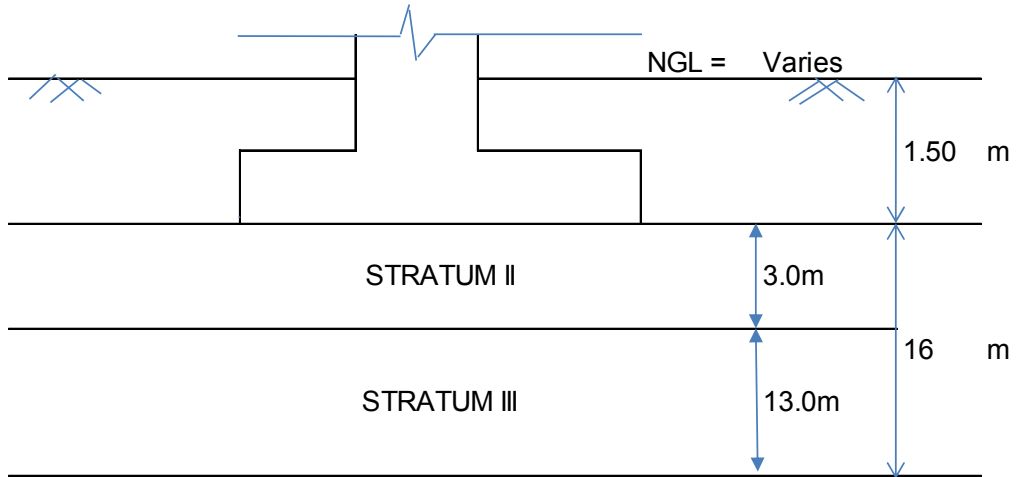 NGL = Varies
1.50 m
STRATUM II 3.0m
16 m
STRATUM III 13.0m